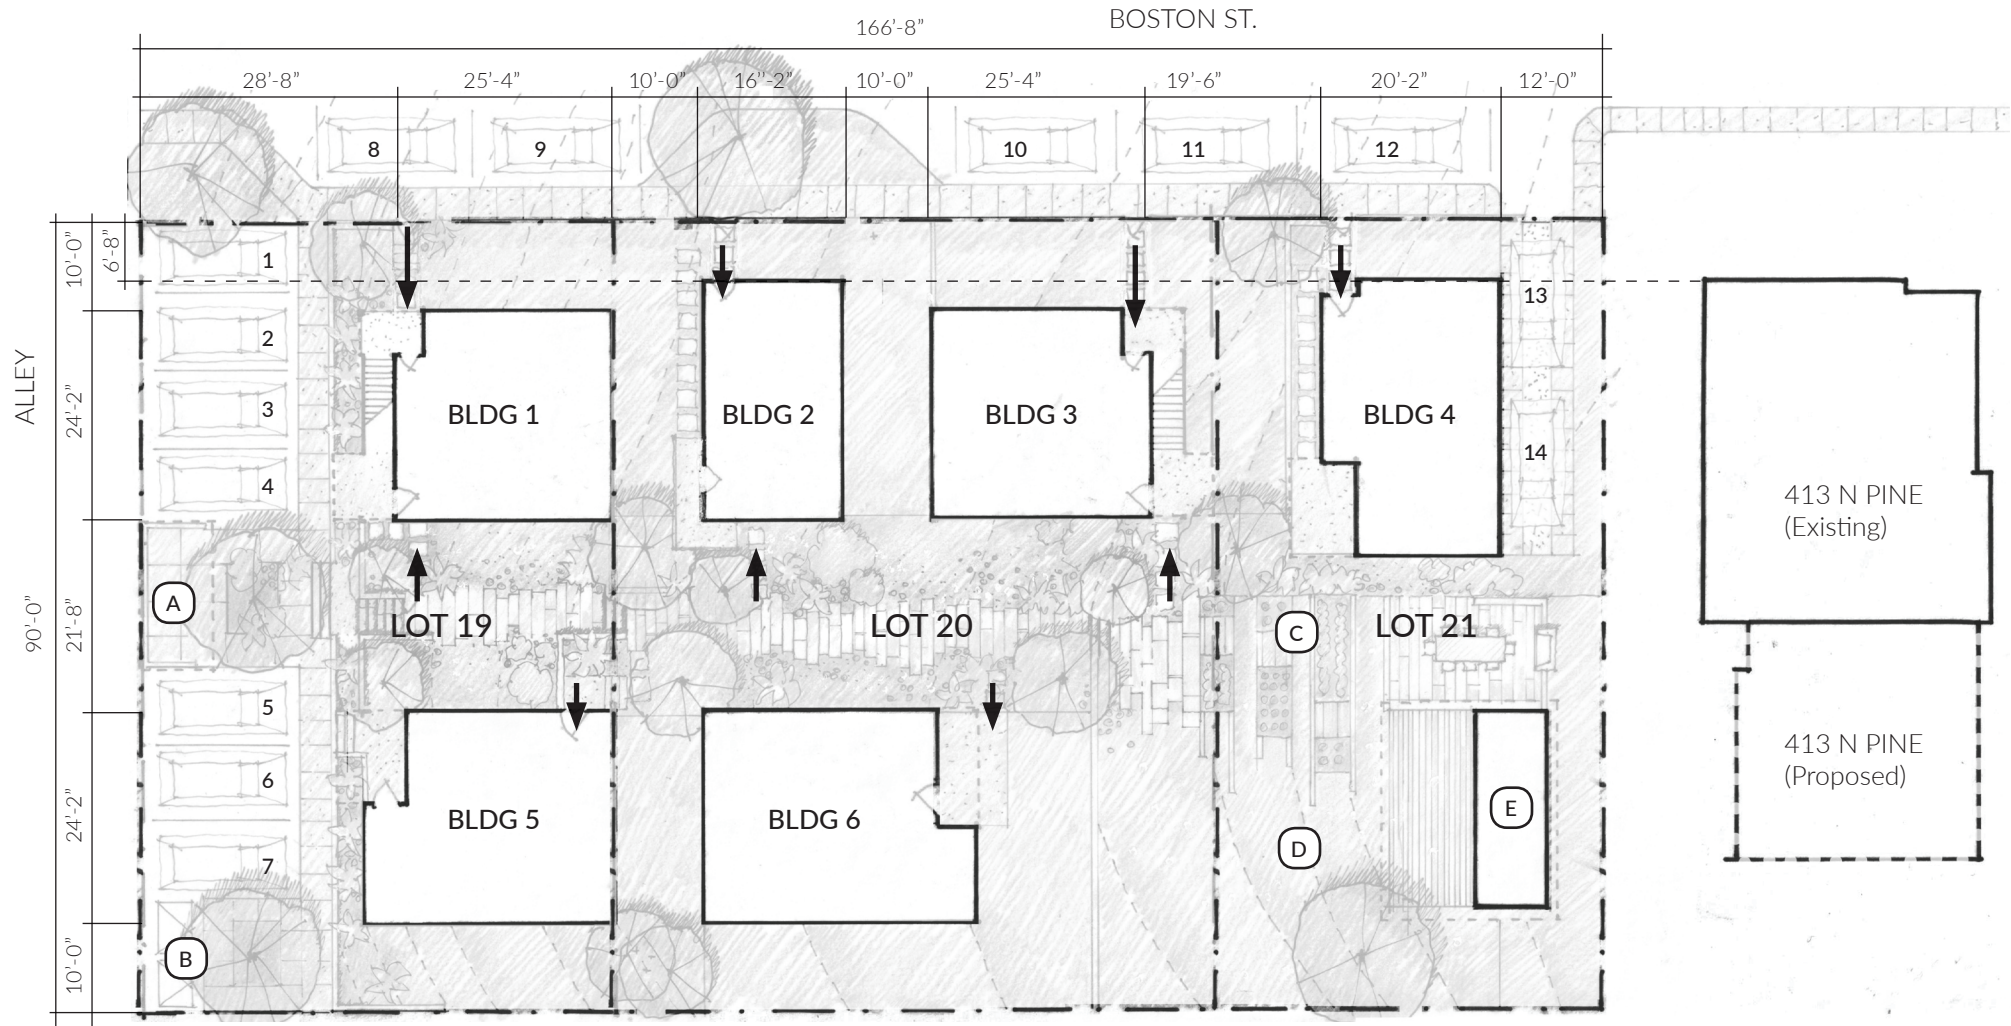 BOSTON ST.
166'-8"
28'-8"
25'-4"
10'-0"
16''-2"
10'-0"
25'-4"
19'-6"
20'-2"
12'-0"
8
9
10
11
12
10'-0"
6'-8"
1
2
3
4
13
14
ALLEY
24'-2"
BLDG 1
BLDG 2
BLDG 3
BLDG 4
413 N PINE
(Existing)
90'-0"
21'-8"
A
LOT 19
LOT 20
C
LOT 21
5
6
7
24'-2"
BLDG 5
BLDG 6
D
E
413 N PINE
(Proposed)
10'-0"
B